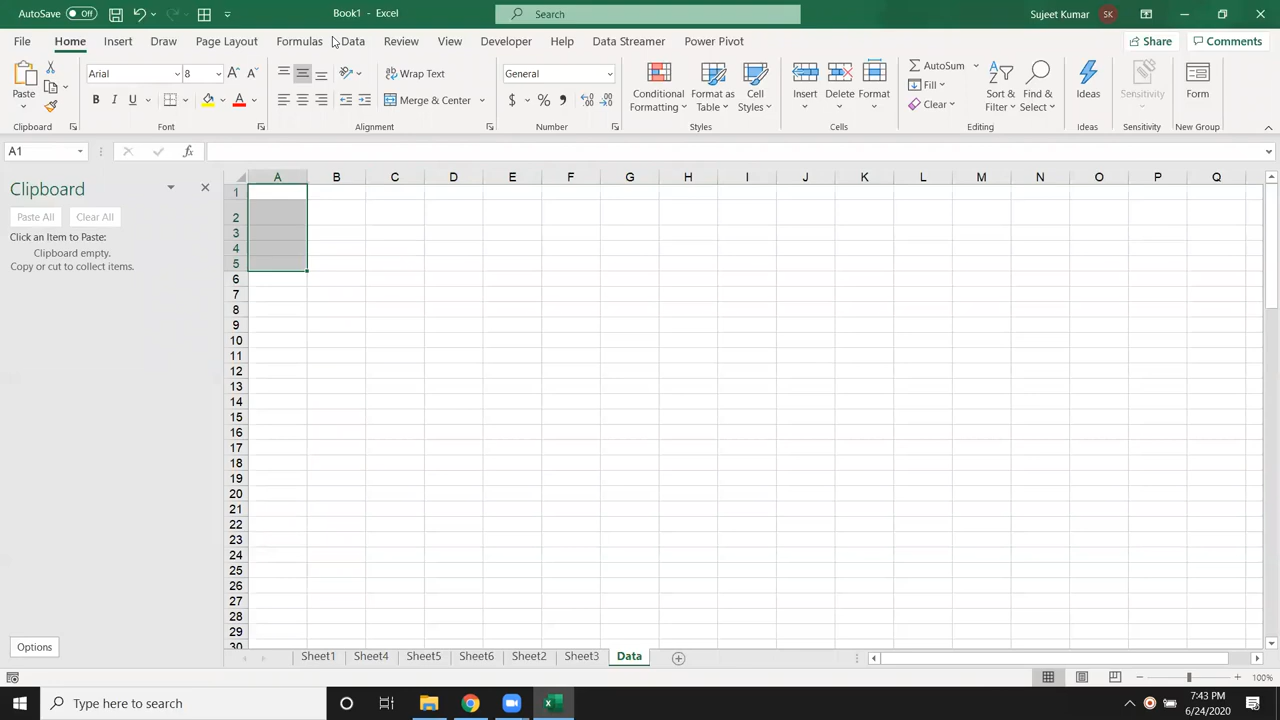 AutoSave Off Book1 - Excel Search Sujeet Kumar SK
File Home Insert Draw Page Layout Formulas Data Review View Developer Help Data Streamer Power Pivot Share Comments
Paste Arial 8 A A Wrap Text General Conditional Formatting Format as Table Cell Styles Insert Delete Format AutoSum Fill Clear Sort & Filter Find & Select Ideas Sensitivity Form
B I U A Merge & Center $ %
Clipboard Font Alignment Number Styles Cells Editing Ideas Sensitivity New Group
A1 fx
Clipboard
Paste All Clear All
Click an Item to Paste:
Clipboard empty.
Copy or cut to collect items.
A B C D E F G H I J K L M N O P Q
1
2
3
4
5
6
7
8
9
10
11
12
13
14
15
16
17
18
19
20
21
22
23
24
25
26
27
28
29
30
Options
Sheet1 Sheet4 Sheet5 Sheet6 Sheet2 Sheet3 Data
100%
Type here to search
7:43 PM
6/24/2020